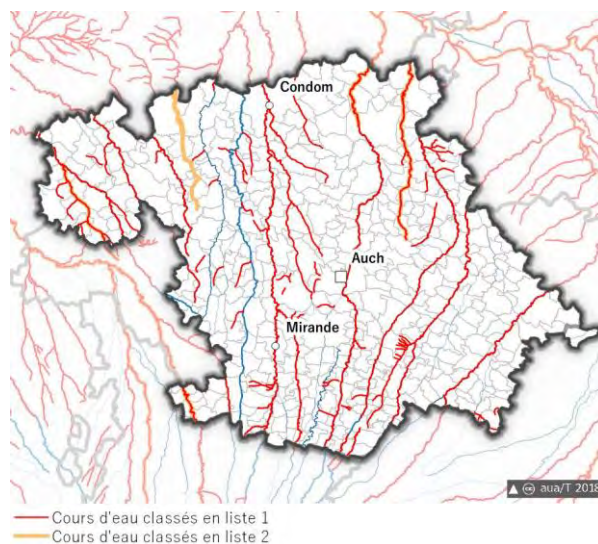 Condom
Auch
Mirande
aua/T 2018
Cours d'eau classés en liste 1
Cours d'eau classés en liste 2